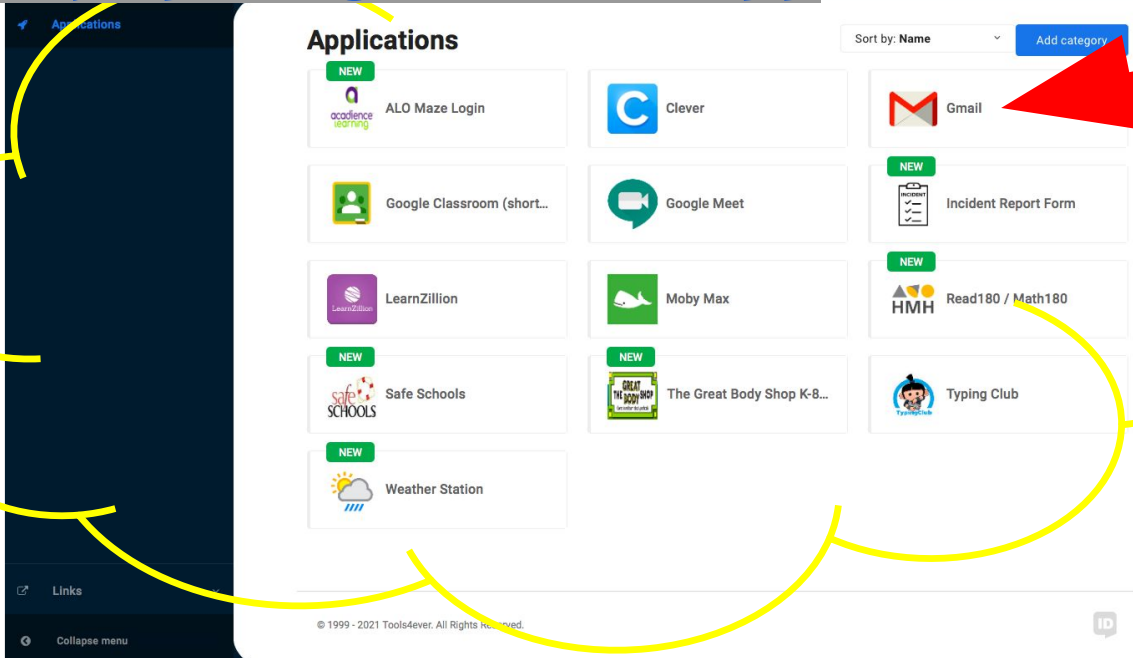 Applications
Applications
Sort by: Name
Add category
NEW
acadience
learning
ALO Maze Login
C
Clever
Gmail
Google Classroom (short...
Google Meet
NEW
INCIDENT
Incident Report Form
LearnZillion
LearnZillion
Moby Max
NEW
HMH
Read180 / Math180
NEW
safe
SCHOOLS
Safe Schools
NEW
GREAT
THE BODY SHOP
The Great Body Shop K-8...
TypingClub
Typing Club
NEW
Weather Station
Links
Collapse menu
© 1999 - 2021 Tools4ever. All Rights Reserved.
ID